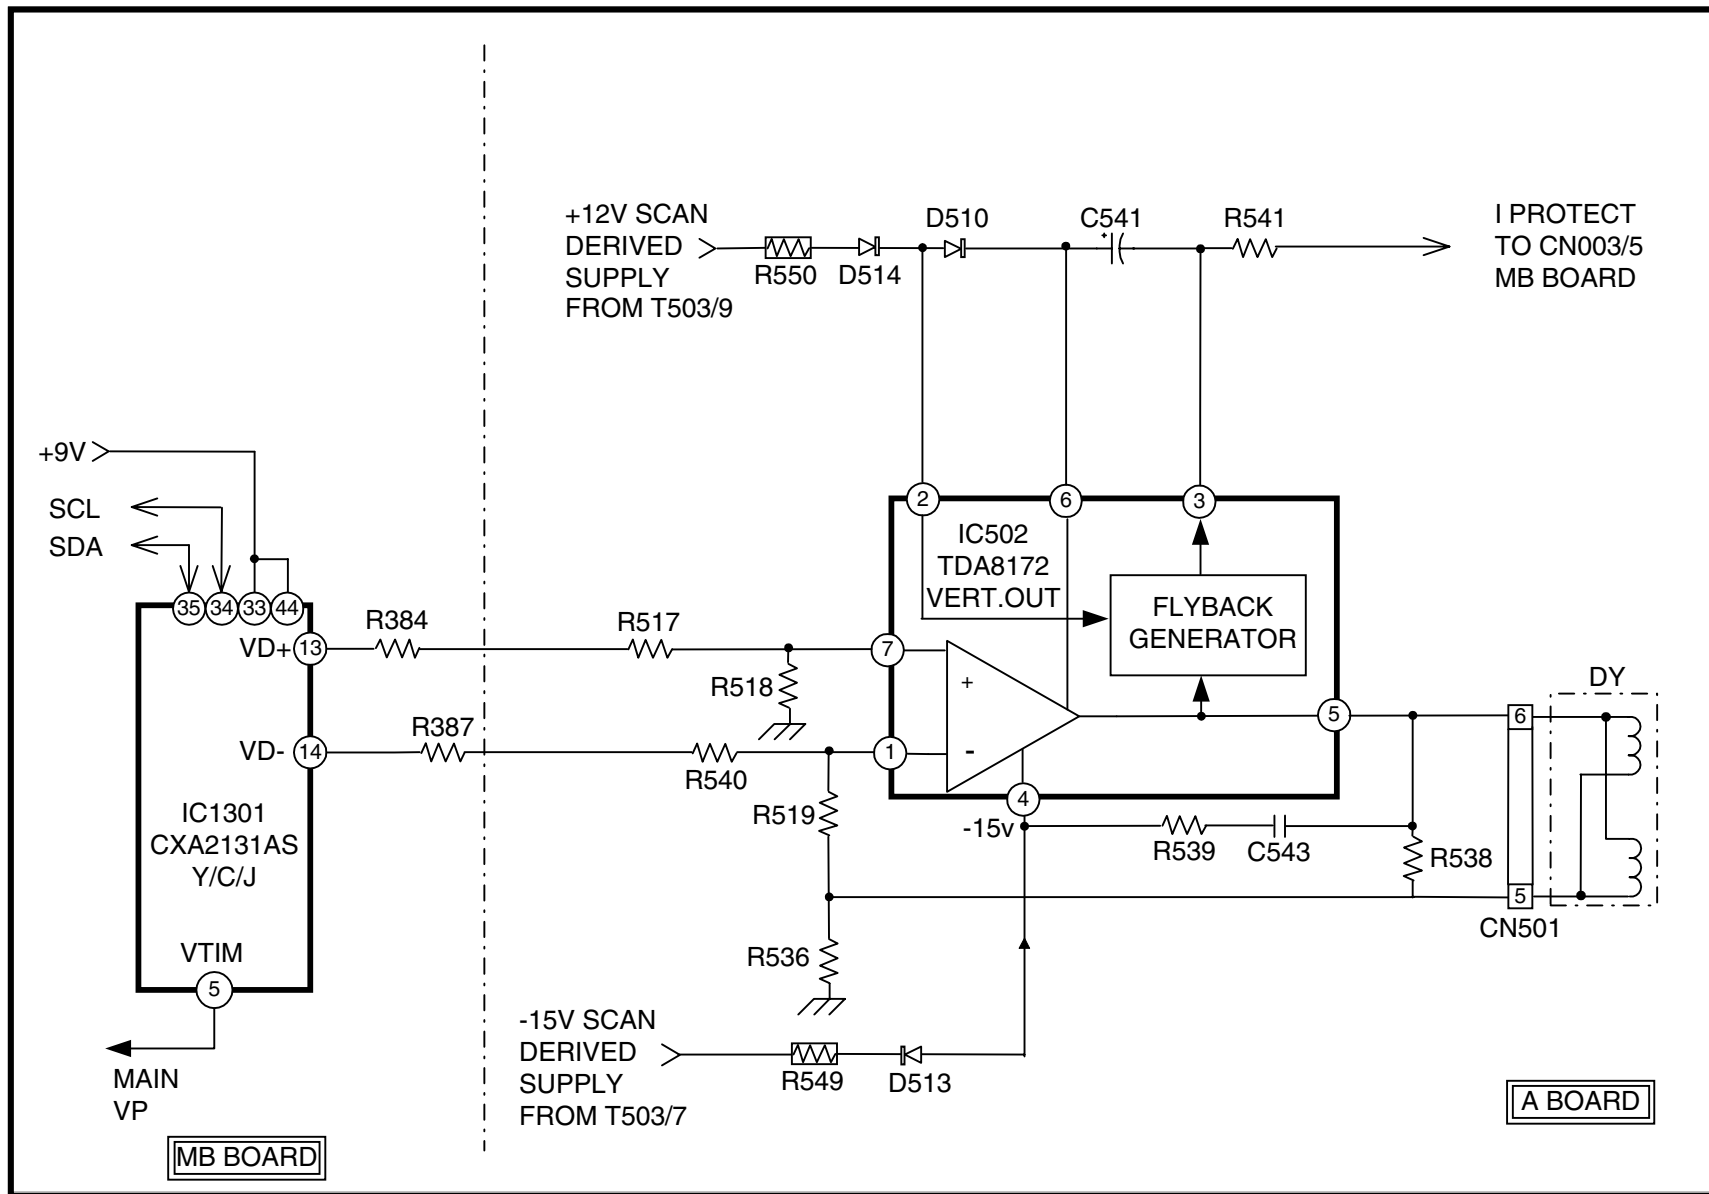 +12V SCAN
DERIVED
SUPPLY
FROM T503/9
R550
D514
D510
C541
+
R541
I PROTECT
TO CN003/5
MB BOARD
+9V
SCL
SDA
35
34
33
44
VD+
13
R384
R517
R518
VD-
14
R387
R540
R519
IC1301
CXA2131AS
Y/C/J
VTIM
5
MAIN
VP
MB BOARD
2
6
3
IC502
TDA8172
VERT.OUT
FLYBACK
GENERATOR
7
+
1
-
5
4
-15v
R539
C543
R538
6
5
CN501
DY
R536
-15V SCAN
DERIVED
SUPPLY
FROM T503/7
R549
D513
A BOARD